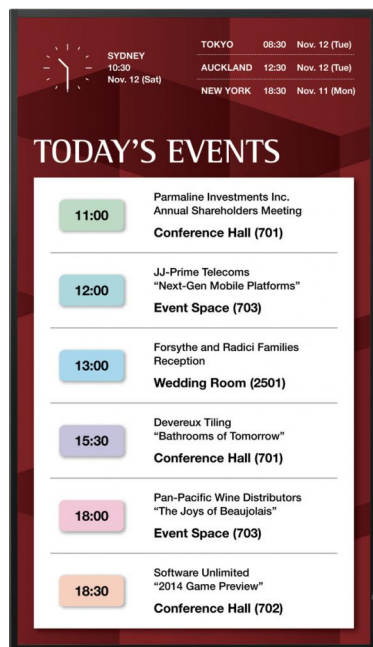 SYDNEY
10:30
Nov. 12 (Sat)
TOKYO 08:30 Nov. 12 (Tue)
AUCKLAND 12:30 Nov. 12 (Tue)
NEW YORK 18:30 Nov. 11 (Mon)
TODAY'S EVENTS
11:00
Parmaline Investments Inc.
Annual Shareholders Meeting
Conference Hall (701)
12:00
JJ-Prime Telecoms
“Next-Gen Mobile Platforms”
Event Space (703)
13:00
Forsythe and Radici Families
Reception
Wedding Room (2501)
15:30
Devereux Tiling
“Bathrooms of Tomorrow”
Conference Hall (701)
18:00
Pan-Pacific Wine Distributors
“The Joys of Beaujolais”
Event Space (703)
18:30
Software Unlimited
“2014 Game Preview”
Conference Hall (702)